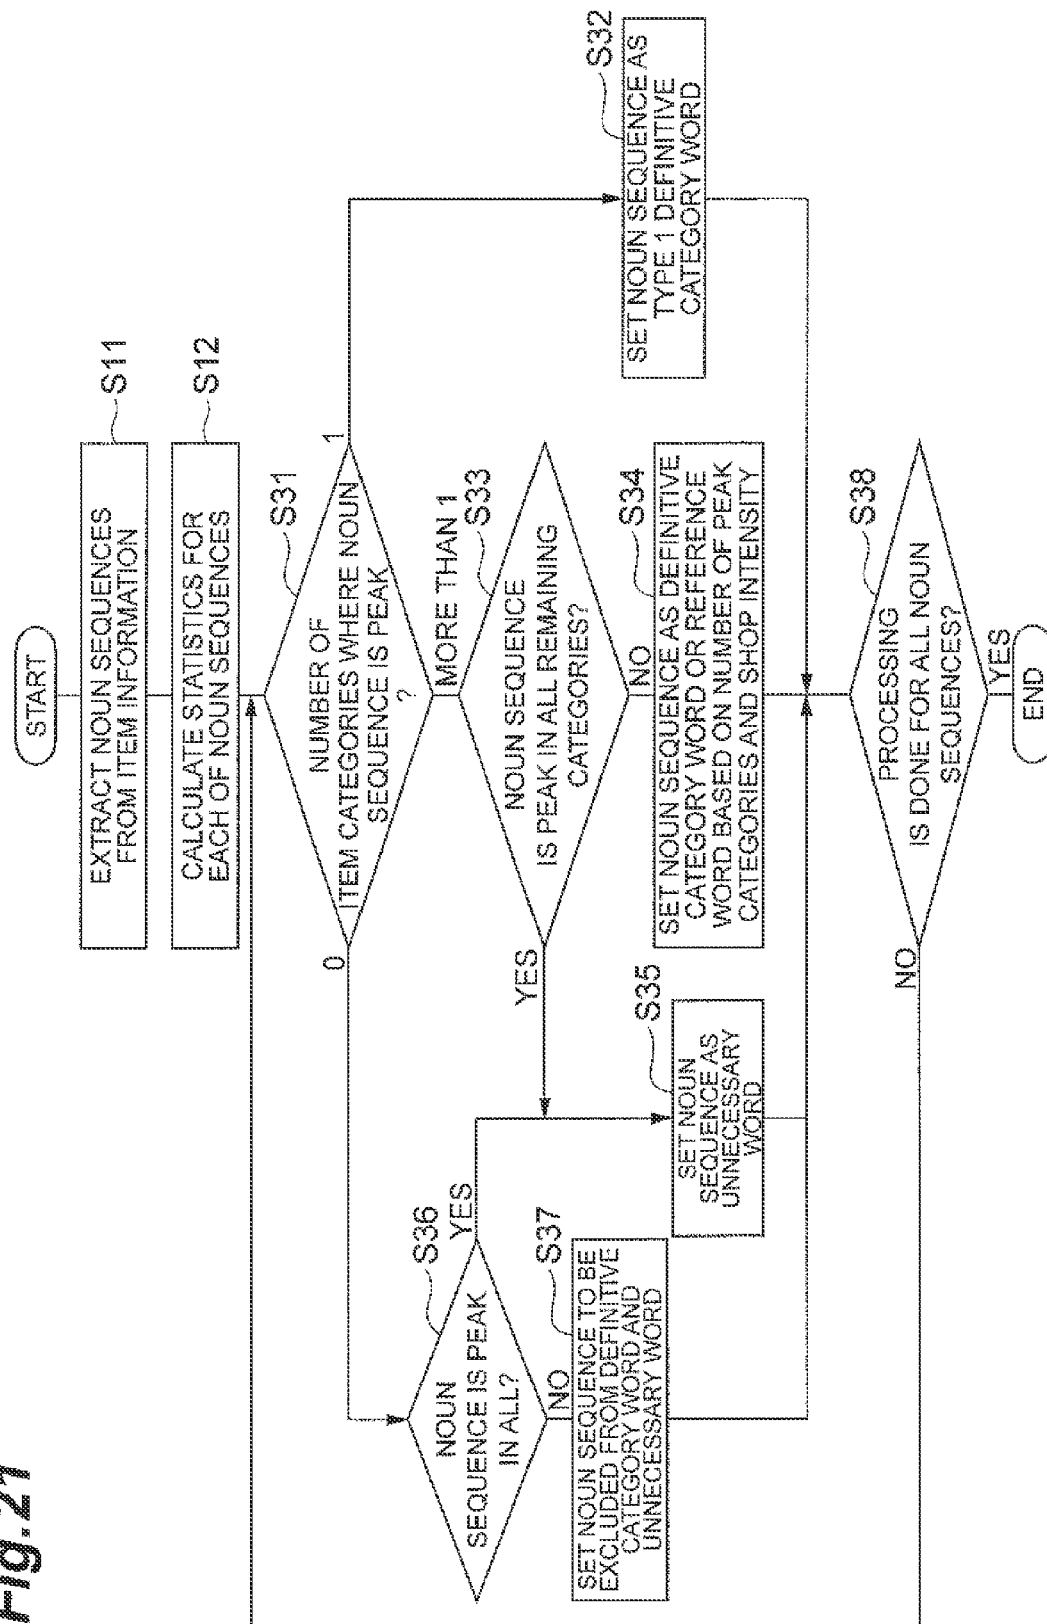 Fig.21
START
EXTRACT NOUN SEQUENCES
FROM ITEM INFORMATION
S11
CALCULATE STATISTICS FOR
EACH OF NOUN SEQUENCES
S12
NUMBER OF
ITEM CATEGORIES WHERE NOUN
SEQUENCE IS PEAK
?
S31
0
1
MORE THAN 1
SET NOUN SEQUENCE AS
TYPE 1 DEFINITIVE
CATEGORY WORD
S32
NOUN SEQUENCE
IS PEAK IN ALL REMAINING
CATEGORIES?
S33
YES
NO
SET NOUN SEQUENCE AS DEFINITIVE
CATEGORY WORD OR REFERENCE
WORD BASED ON NUMBER OF PEAK
CATEGORIES AND SHOP INTENSITY
S34
NOUN
SEQUENCE IS PEAK
IN ALL?
S36
YES
NO
SET NOUN
SEQUENCE AS
UNNECESSARY
WORD
S35
SET NOUN SEQUENCE TO BE
EXCLUDED FROM DEFINITIVE
CATEGORY WORD AND
UNNECESSARY WORD
S37
PROCESSING
IS DONE FOR ALL NOUN
SEQUENCES?
S38
NO
YES
END